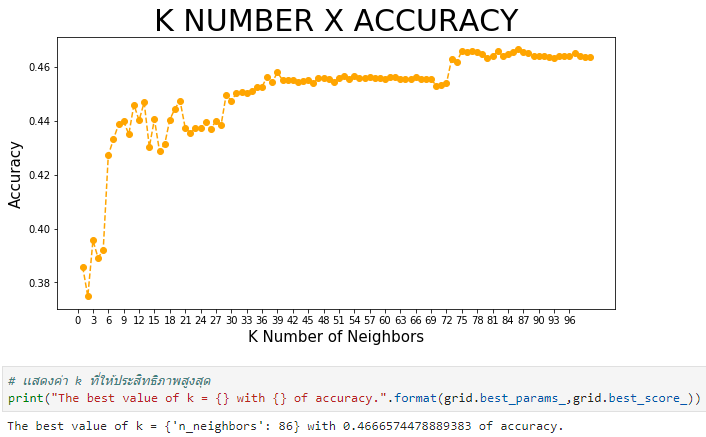 K NUMBER X ACCURACY
0.46
0.44
0.42
0.40
0.38
Accuracy
0 3 6 9 12 15 18 21 24 27 30 33 36 39 42 45 48 51 54 57 60 63 66 69 72 75 78 81 84 87 90 93 96
K Number of Neighbors
# แสดงค่า k ที่ให้ประสิทธิภาพสูงสุด
print("The best value of k = {} with {} of accuracy.".format(grid.best_params_,grid.best_score_))
The best value of k = {'n_neighbors': 86} with 0.4666574478889383 of accuracy.